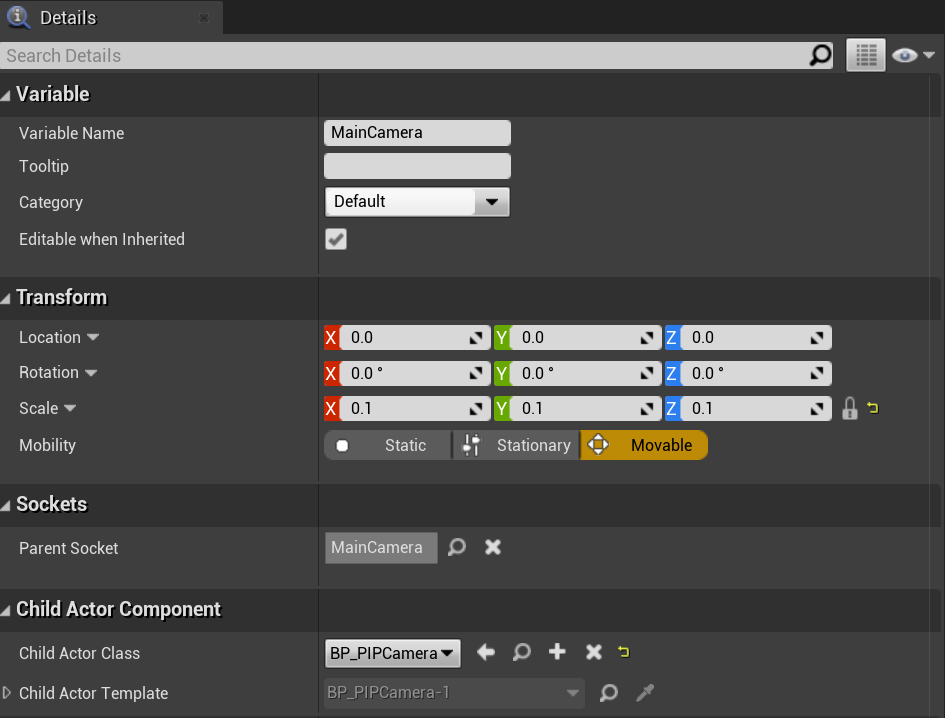 Details
Search Details
Variable
Variable Name MainCamera
Tooltip
Category Default
Editable when Inherited
Transform
Location X 0.0 Y 0.0 Z 0.0
Rotation X 0.0 ° Y 0.0 ° Z 0.0 °
Scale X 0.1 Y 0.1 Z 0.1
Mobility Static Stationary Movable
Sockets
Parent Socket MainCamera
Child Actor Component
Child Actor Class BP_PIPCamera
Child Actor Template BP_PIPCamera-1